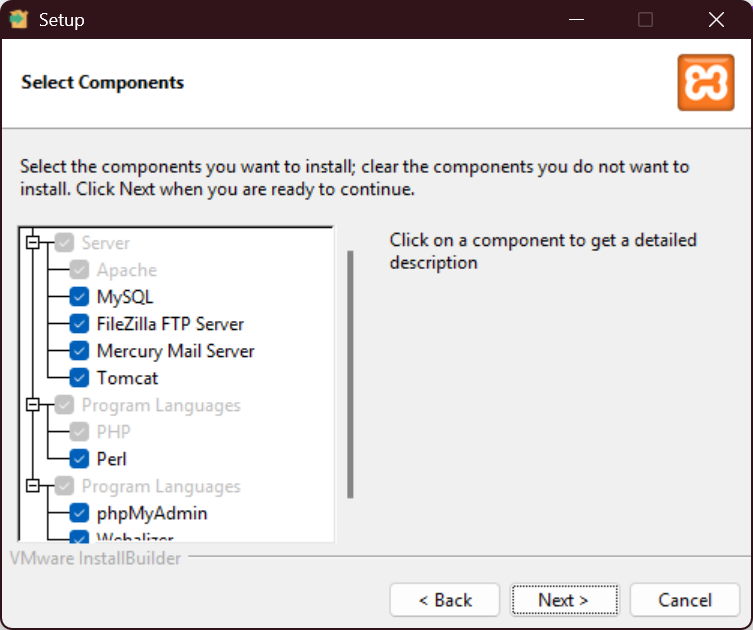 Setup
Select Components
Select the components you want to install; clear the components you do not want to
install. Click Next when you are ready to continue.
Server
Apache
MySQL
FileZilla FTP Server
Mercury Mail Server
Tomcat
Program Languages
PHP
Perl
Program Languages
phpMyAdmin
Webalizer
Click on a component to get a detailed
description
VMware InstallBuilder
< Back
Next >
Cancel